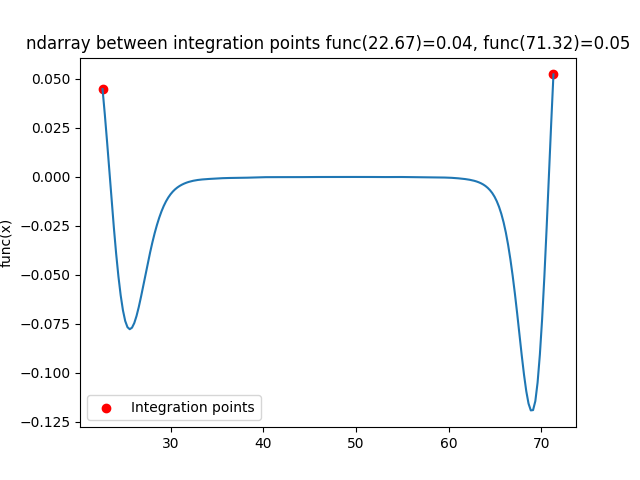 ndarray between integration points func(22.67)=0.04, func(71.32)=0.05
0.050
0.025
0.000
−0.025
−0.050
−0.075
−0.100
−0.125
func(x)
Integration points
30 40 50 60 70